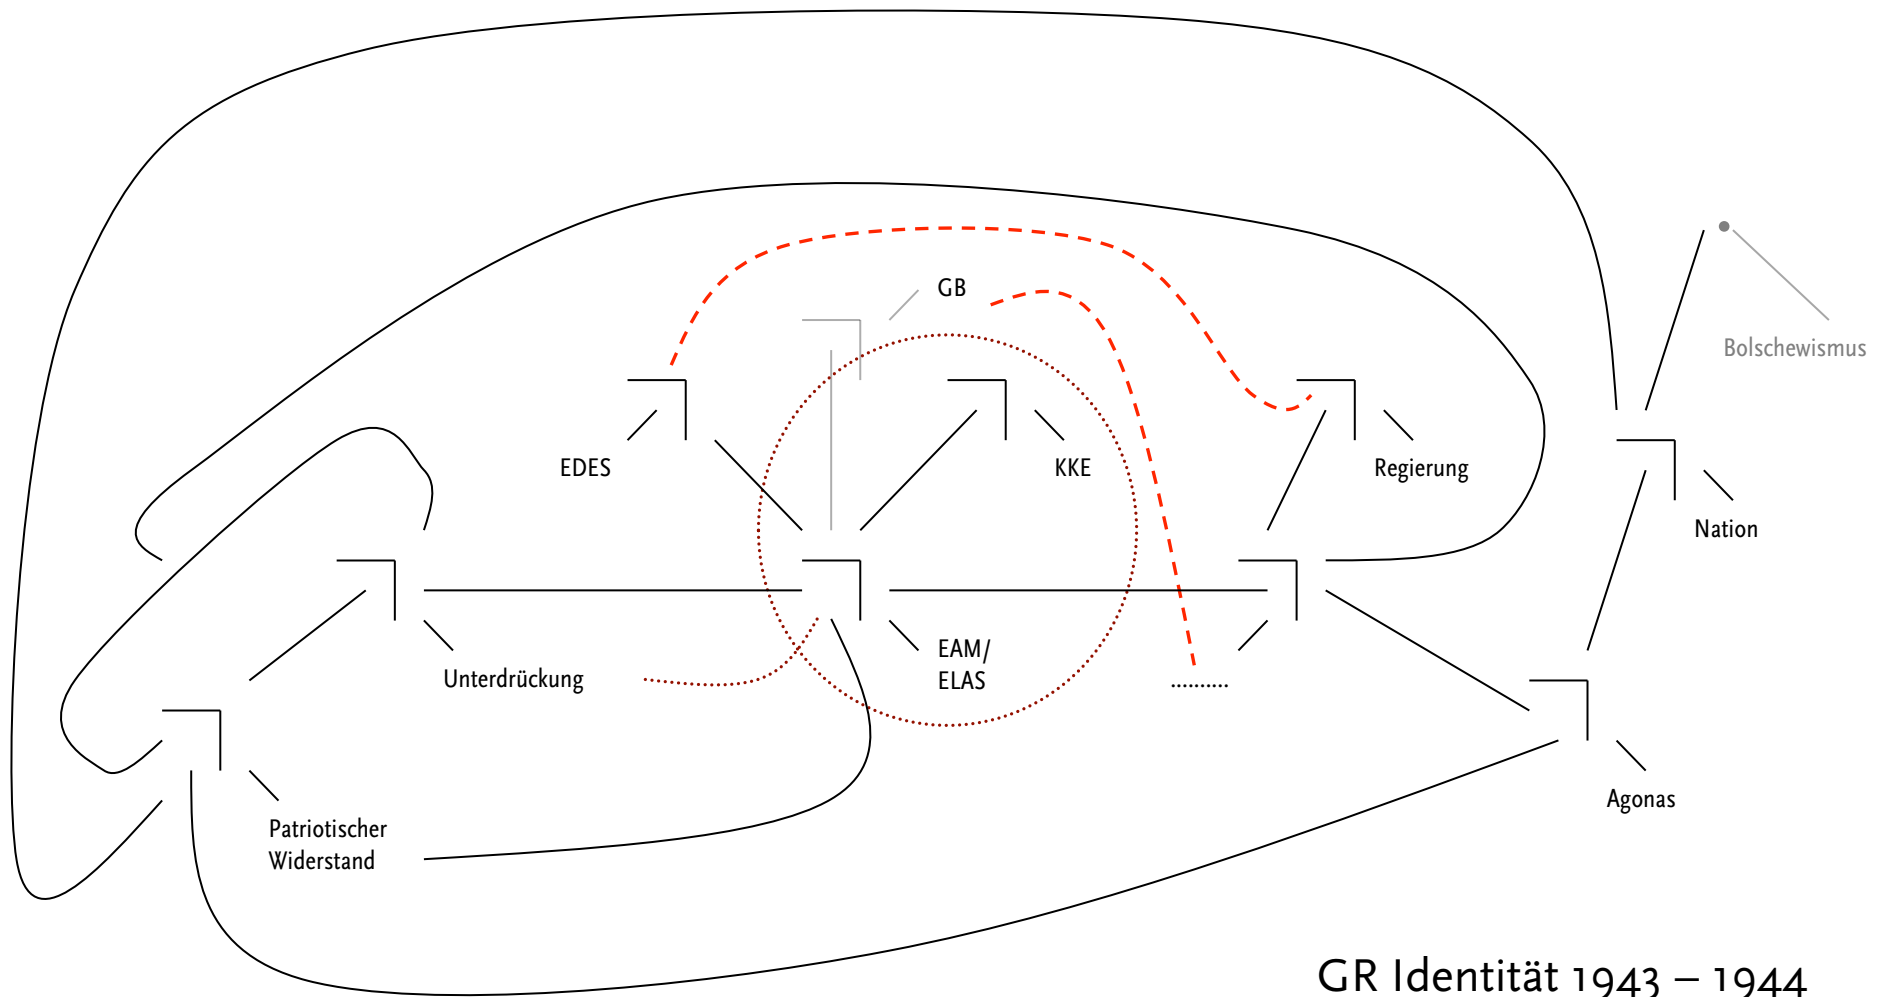 GB
Bolschewismus
EDES
KKE
Regierung
Nation
EAM/
ELAS
Unterdrückung
..........
Agonas
Patriotischer
Widerstand
GR Identität 1943 – 1944